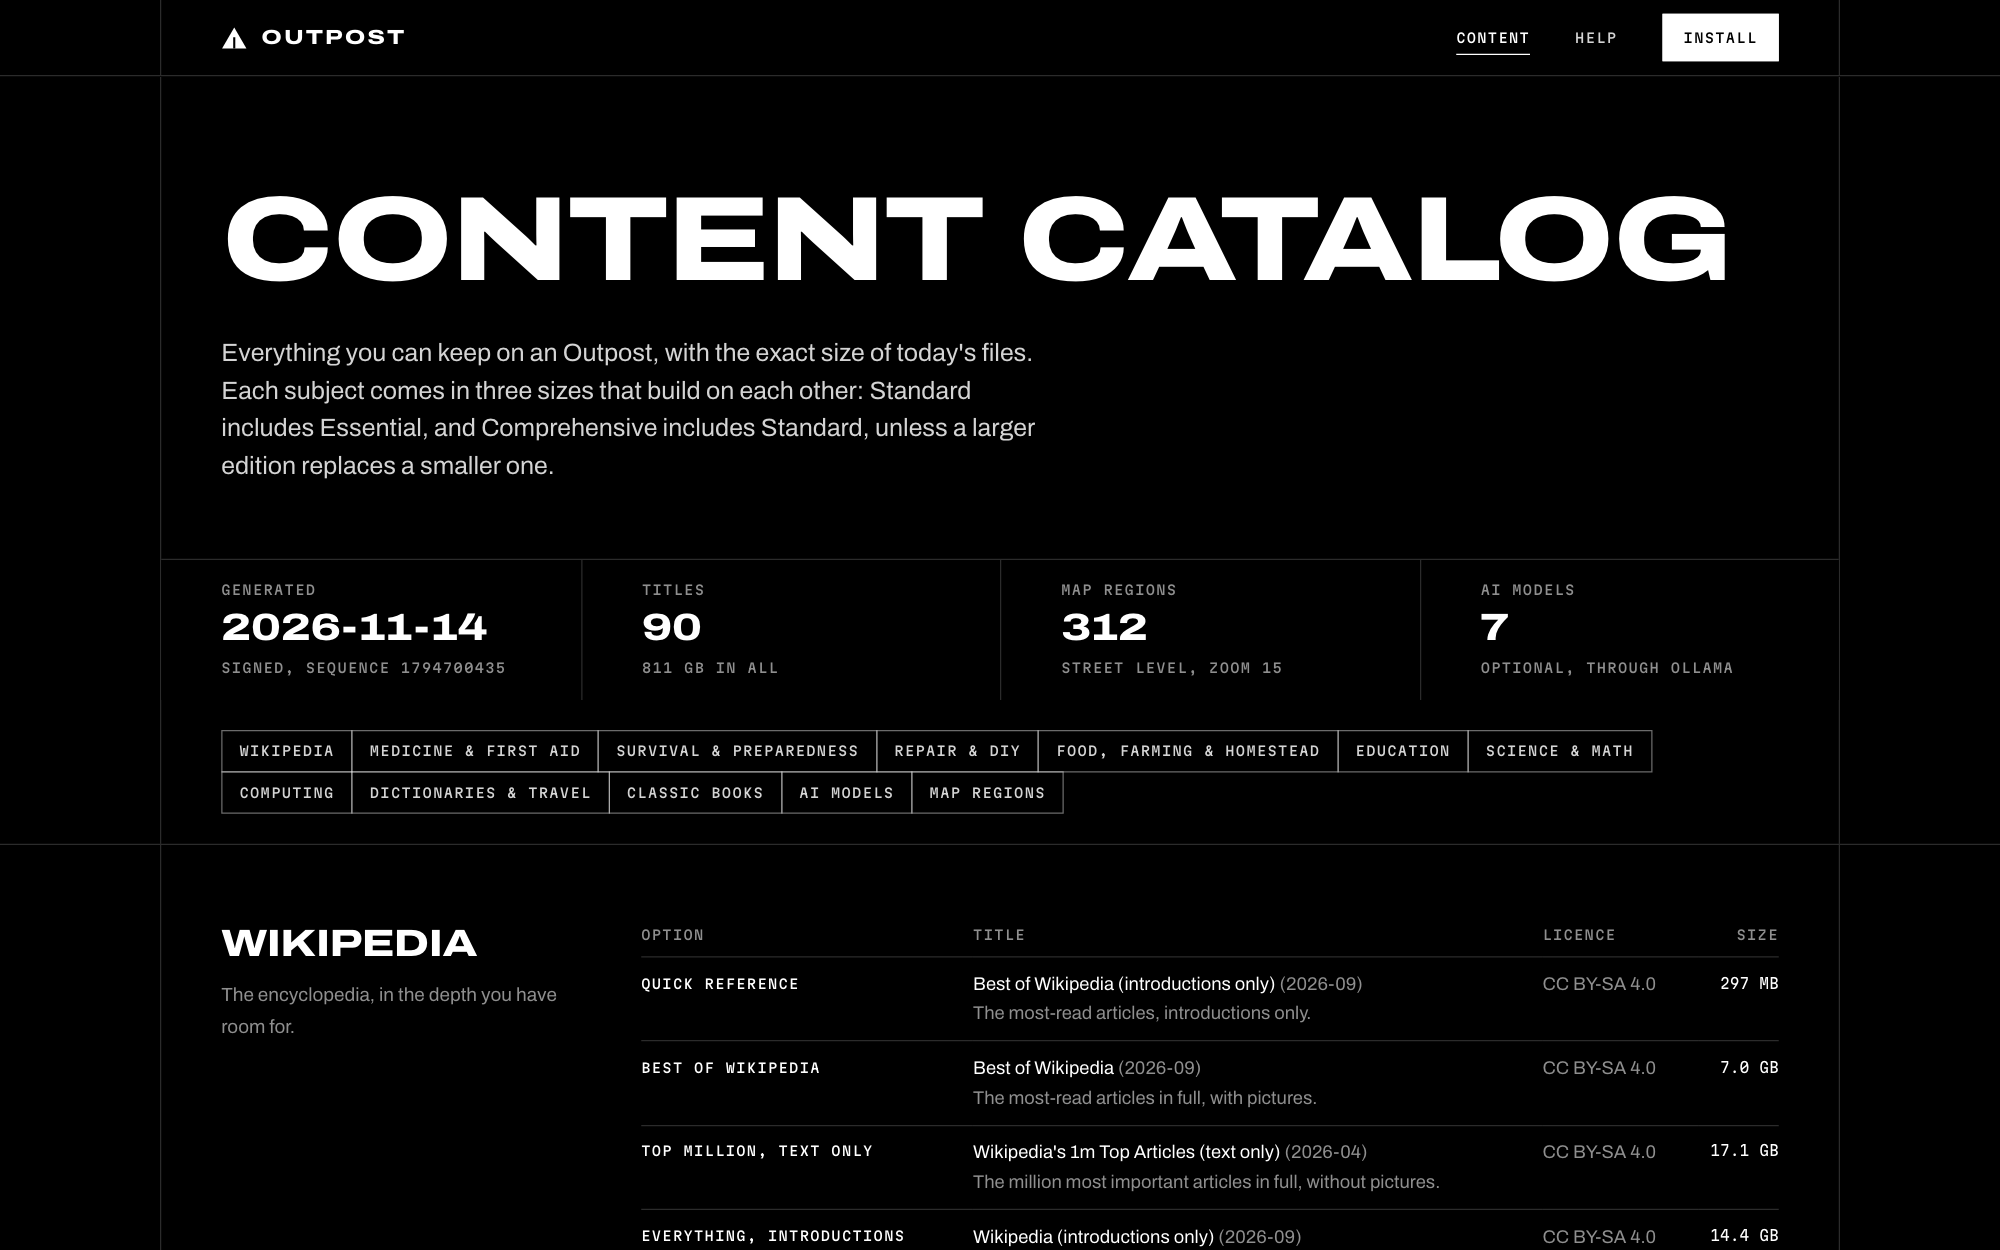 OUTPOST
CONTENT
HELP
INSTALL
CONTENT CATALOG
Everything you can keep on an Outpost, with the exact size of today's files.
Each subject comes in three sizes that build on each other: Standard
includes Essential, and Comprehensive includes Standard, unless a larger
edition replaces a smaller one.
GENERATED
2026-11-14
SIGNED, SEQUENCE 1794700435
TITLES
90
811 GB IN ALL
MAP REGIONS
312
STREET LEVEL, ZOOM 15
AI MODELS
7
OPTIONAL, THROUGH OLLAMA
WIKIPEDIA
MEDICINE & FIRST AID
SURVIVAL & PREPAREDNESS
REPAIR & DIY
FOOD, FARMING & HOMESTEAD
EDUCATION
SCIENCE & MATH
COMPUTING
DICTIONARIES & TRAVEL
CLASSIC BOOKS
AI MODELS
MAP REGIONS
WIKIPEDIA
The encyclopedia, in the depth you have
room for.
OPTION TITLE LICENCE SIZE
QUICK REFERENCE Best of Wikipedia (introductions only) (2026-09) CC BY-SA 4.0 297 MB
The most-read articles, introductions only.
BEST OF WIKIPEDIA Best of Wikipedia (2026-09) CC BY-SA 4.0 7.0 GB
The most-read articles in full, with pictures.
TOP MILLION, TEXT ONLY Wikipedia's 1m Top Articles (text only) (2026-04) CC BY-SA 4.0 17.1 GB
The million most important articles in full, without pictures.
EVERYTHING, INTRODUCTIONS Wikipedia (introductions only) (2026-09) CC BY-SA 4.0 14.4 GB